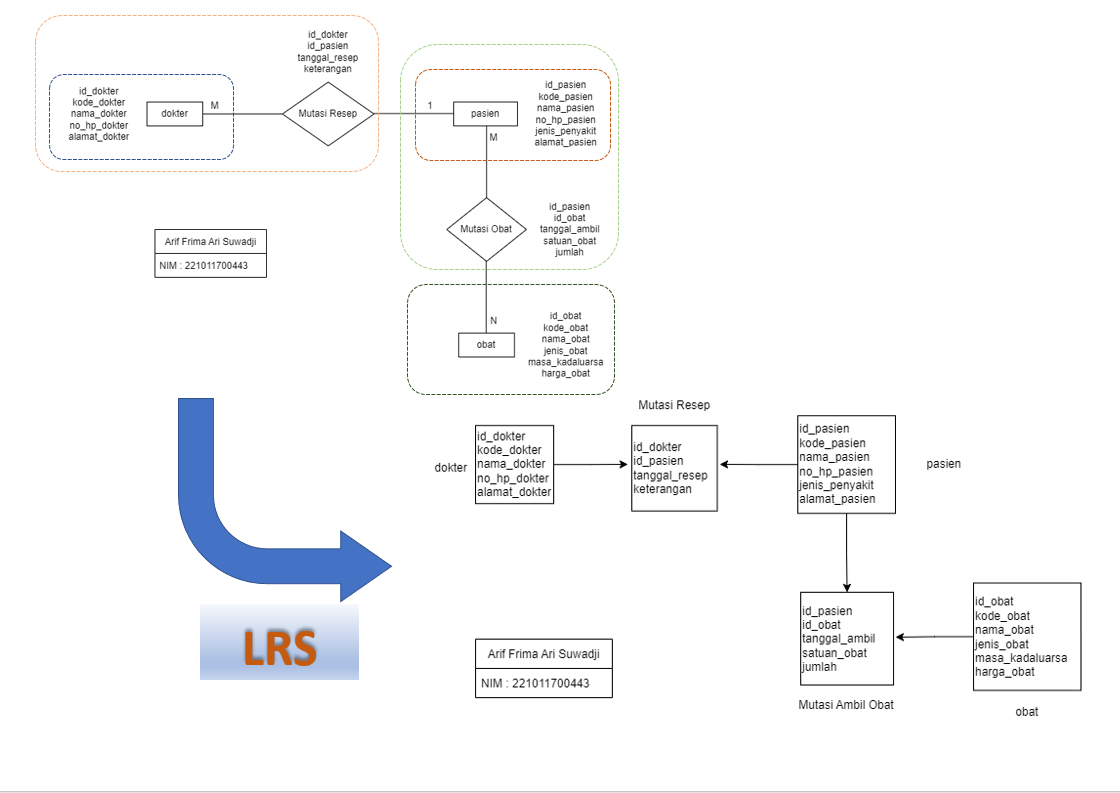 id_dokter
id_pasien
tanggal_resep
keterangan
id_dokter
kode_dokter
nama_dokter
no_hp_dokter
alamat_dokter
dokter
M
Mutasi Resep
1
pasien
id_pasien
kode_pasien
nama_pasien
no_hp_pasien
jenis_penyakit
alamat_pasien
M
Mutasi Obat
id_pasien
id_obat
tanggal_ambil
satuan_obat
jumlah
Arif Frima Ari Suwadji
NIM : 221011700443
N
obat
id_obat
kode_obat
nama_obat
jenis_obat
masa_kadaluarsa
harga_obat
LRS
Mutasi Resep
dokter
id_dokter
kode_dokter
nama_dokter
no_hp_dokter
alamat_dokter
id_dokter
id_pasien
tanggal_resep
keterangan
id_pasien
kode_pasien
nama_pasien
no_hp_pasien
jenis_penyakit
alamat_pasien
pasien
id_pasien
id_obat
tanggal_ambil
satuan_obat
jumlah
Mutasi Ambil Obat
id_obat
kode_obat
nama_obat
jenis_obat
masa_kadaluarsa
harga_obat
obat
Arif Frima Ari Suwadji
NIM : 221011700443